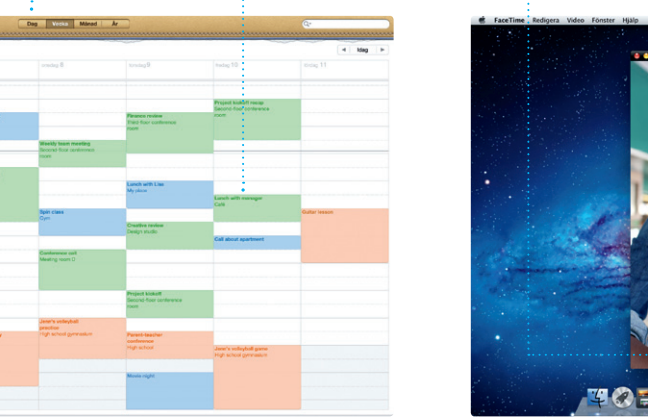 Dag Vecka Månad År
Idag
onsdag 8
torsdag 9
fredag 10
lördag 11
Project kickoff recap
Second-floor conference
room
Finance review
Third-floor conference
room
Weekly team meeting
Second-floor conference
room
Lunch with Lisa
My place
Lunch with manager
Café
Spin class
Gym
Guitar lesson
Creative review
Design studio
Call about apartment
Conference call
Meeting room C
Project kickoff
Second-floor conference
room
Jane's volleyball
practice
High school gymnasium
Parent-teacher
conference
High school
Jane's volleyball game
High school gymnasium
Movie night
FaceTime Redigera Video Fönster Hjälp